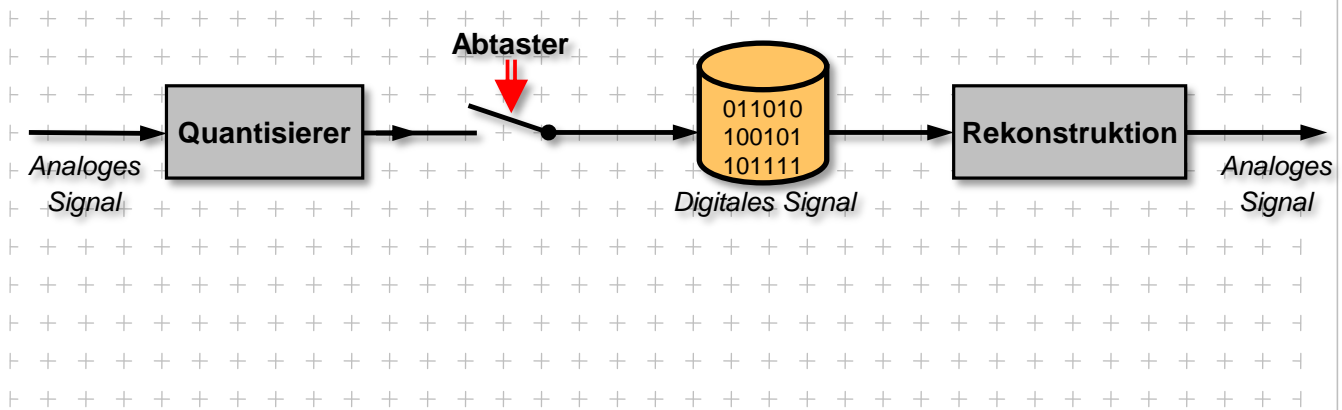 Abtaster
Quantisierer
011010
100101
101111
Rekonstruktion
Analoges
Signal
Digitales Signal
Analoges
Signal